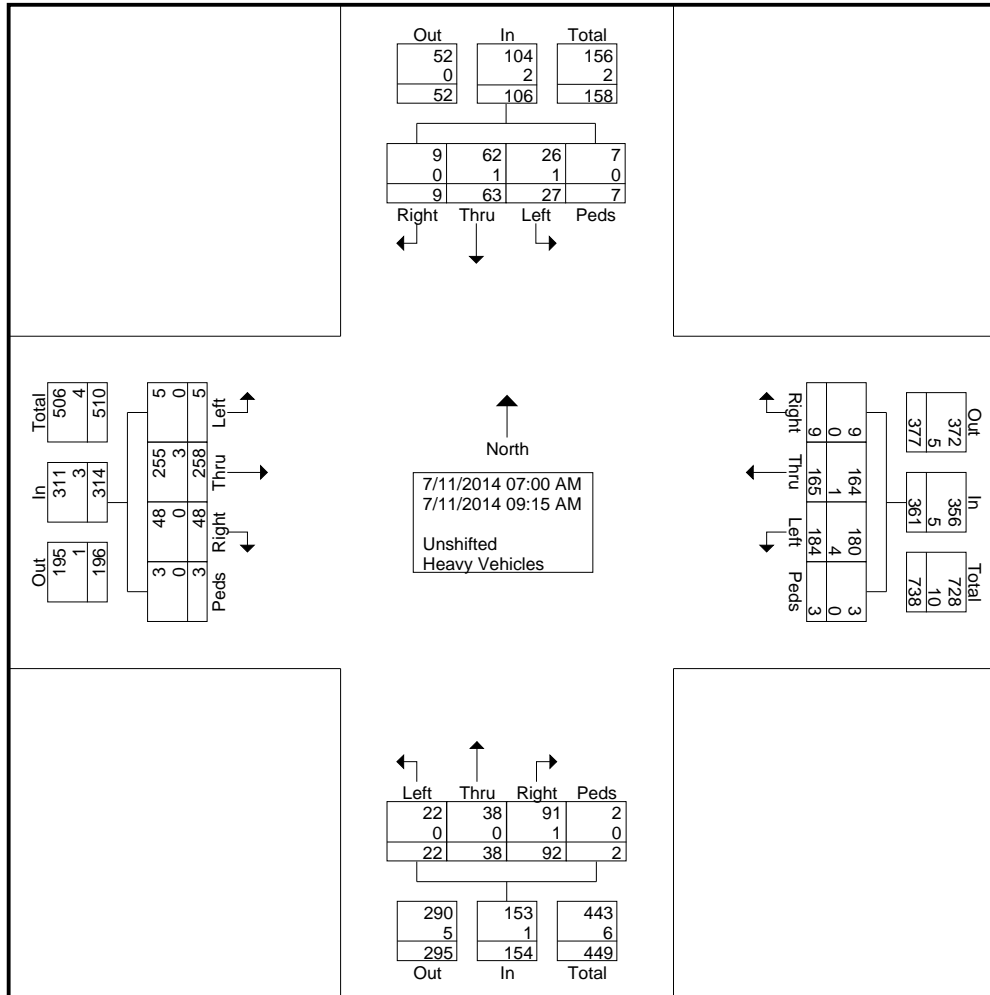 Out In Total
52 104 156
0 2 2
52 106 158
9 62 26 7
0 1 1 0
9 63 27 7
Right Thru Left Peds
Total In Out
506 311 195
4 3 1
510 314 196
5 255 48 3
0 3 0 0
5 258 48 3
Left Thru Right Peds
North
7/11/2014 07:00 AM
7/11/2014 09:15 AM
Unshifted
Heavy Vehicles
Out In Total
372 356 728
5 5 10
377 361 738
9 164 180 3
0 1 4 0
9 165 184 3
Right Thru Left Peds
Left Thru Right Peds
22 38 91 2
0 0 1 0
22 38 92 2
290 153 443
5 1 6
295 154 449
Out In Total